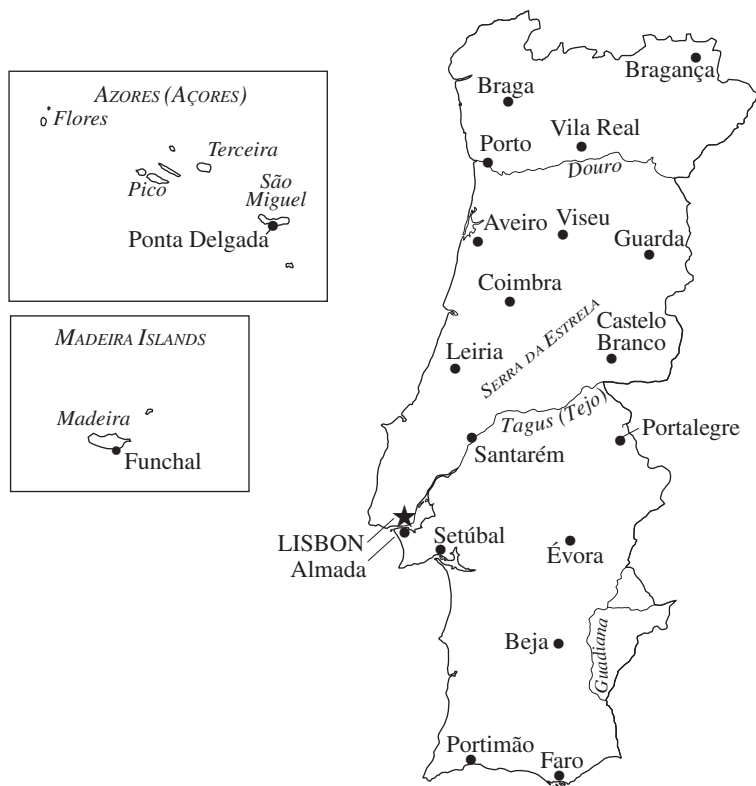 AZORES (AÇORES)
Flores
Terceira
Pico
São
Miguel
Ponta Delgada
MADEIRA ISLANDS
Madeira
Funchal
Bragança
Braga
Vila Real
Porto
Douro
Aveiro
Viseu
Guarda
Coimbra
SERRA DA ESTRELA
Castelo
Branco
Leiria
Tagus (Tejo)
Portalegre
Santarém
LISBON
Almada
Setúbal
Évora
Beja
Guadiana
Portimão
Faro